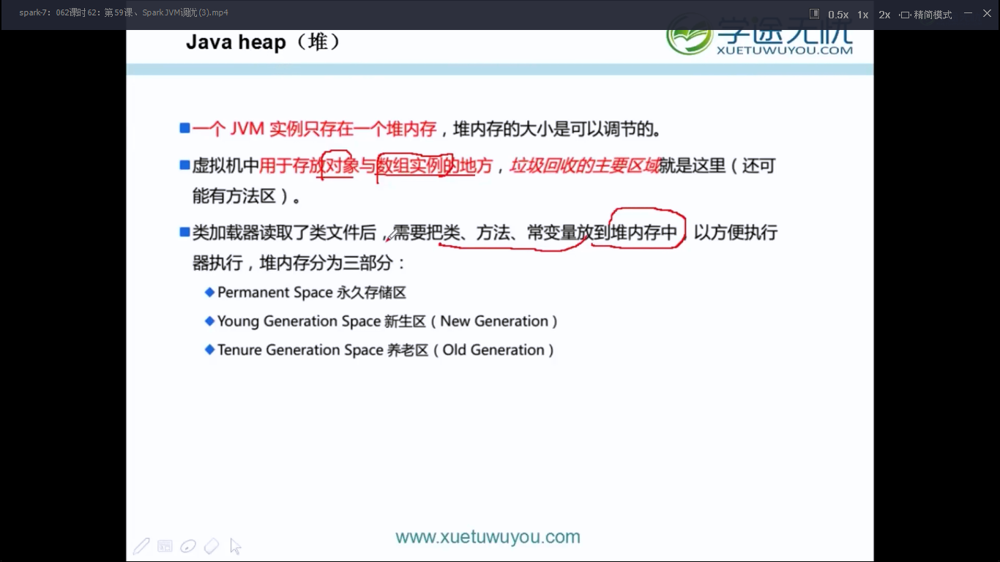 spark-7：062课时62：第59课、Spark JVM调优(3).mp4
0.5x 1x 2x 精简模式
学途无忧
XUETUWUYOU.COM
Java heap（堆）
一个 JVM 实例只存在一个堆内存，堆内存的大小是可以调节的。
虚拟机中用于存放对象与数组实例的地方，垃圾回收的主要区域就是这里（还可
能有方法区）。
类加载器读取了类文件后，需要把类、方法、常变量放到堆内存中，以方便执行
器执行，堆内存分为三部分：
Permanent Space 永久存储区
Young Generation Space 新生区（New Generation）
Tenure Generation Space 养老区（Old Generation）
www.xuetuwuyou.com